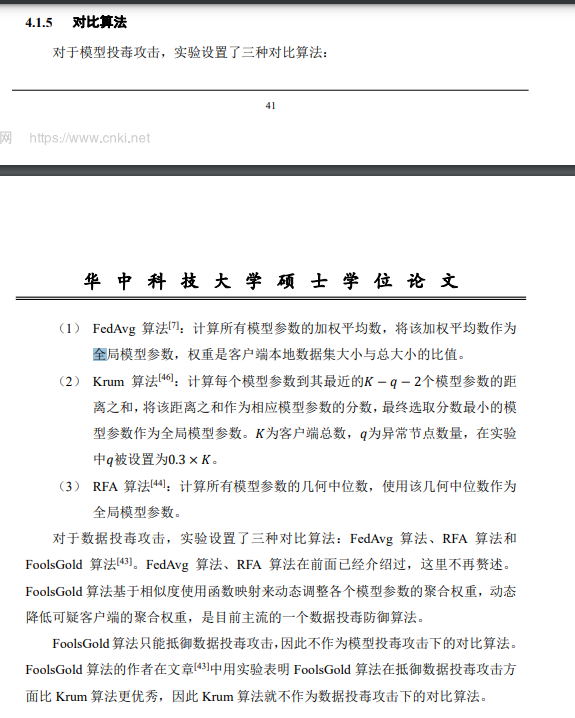 4.1.5 对比算法
对于模型投毒攻击，实验设置了三种对比算法：
41
网 https://www.cnki.net
华中科技大学硕士学位论文
（1） FedAvg 算法[7]：计算所有模型参数的加权平均数，将该加权平均数作为
全局模型参数，权重是客户端本地数据集大小与总大小的比值。
（2） Krum 算法[46]：计算每个模型参数到其最近的K − q − 2个模型参数的距
离之和，将该距离之和作为相应模型参数的分数，最终选取分数最小的模
型参数作为全局模型参数。K为客户端总数，q为异常节点数量，在实验
中q被设置为0.3 × K。
（3） RFA 算法[44]：计算所有模型参数的几何中位数，使用该几何中位数作为
全局模型参数。
对于数据投毒攻击，实验设置了三种对比算法：FedAvg 算法、RFA 算法和
FoolsGold 算法[43]。FedAvg 算法、RFA 算法在前面已经介绍过，这里不再赘述。
FoolsGold 算法基于相似度使用函数映射来动态调整各个模型参数的聚合权重，动态
降低可疑客户端的聚合权重，是目前主流的一个数据投毒防御算法。
FoolsGold 算法只能抵御数据投毒攻击，因此不作为模型投毒攻击下的对比算法。
FoolsGold 算法的作者在文章[43]中用实验表明 FoolsGold 算法在抵御数据投毒攻击方
面比 Krum 算法更优秀，因此 Krum 算法就不作为数据投毒攻击下的对比算法。